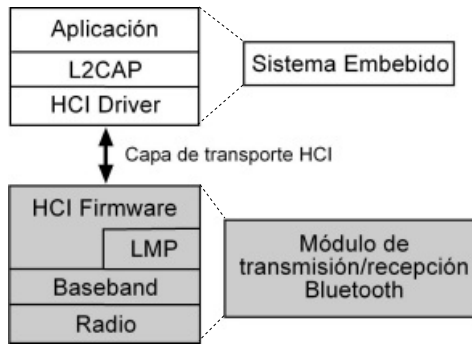 Aplicación
L2CAP
HCI Driver
Sistema Embebido
Capa de transporte HCI
HCI Firmware
LMP
Baseband
Radio
Módulo de
transmisión/recepción
Bluetooth